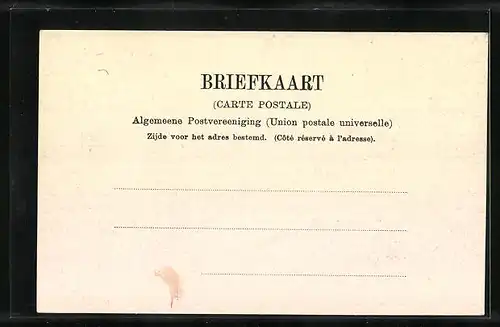 BRIEFKAART
(CARTE POSTALE)
Algemeene Postvereeniging (Union postale universelle)
Zijde voor het adres bestemd. (Côté réservé à l'adresse).